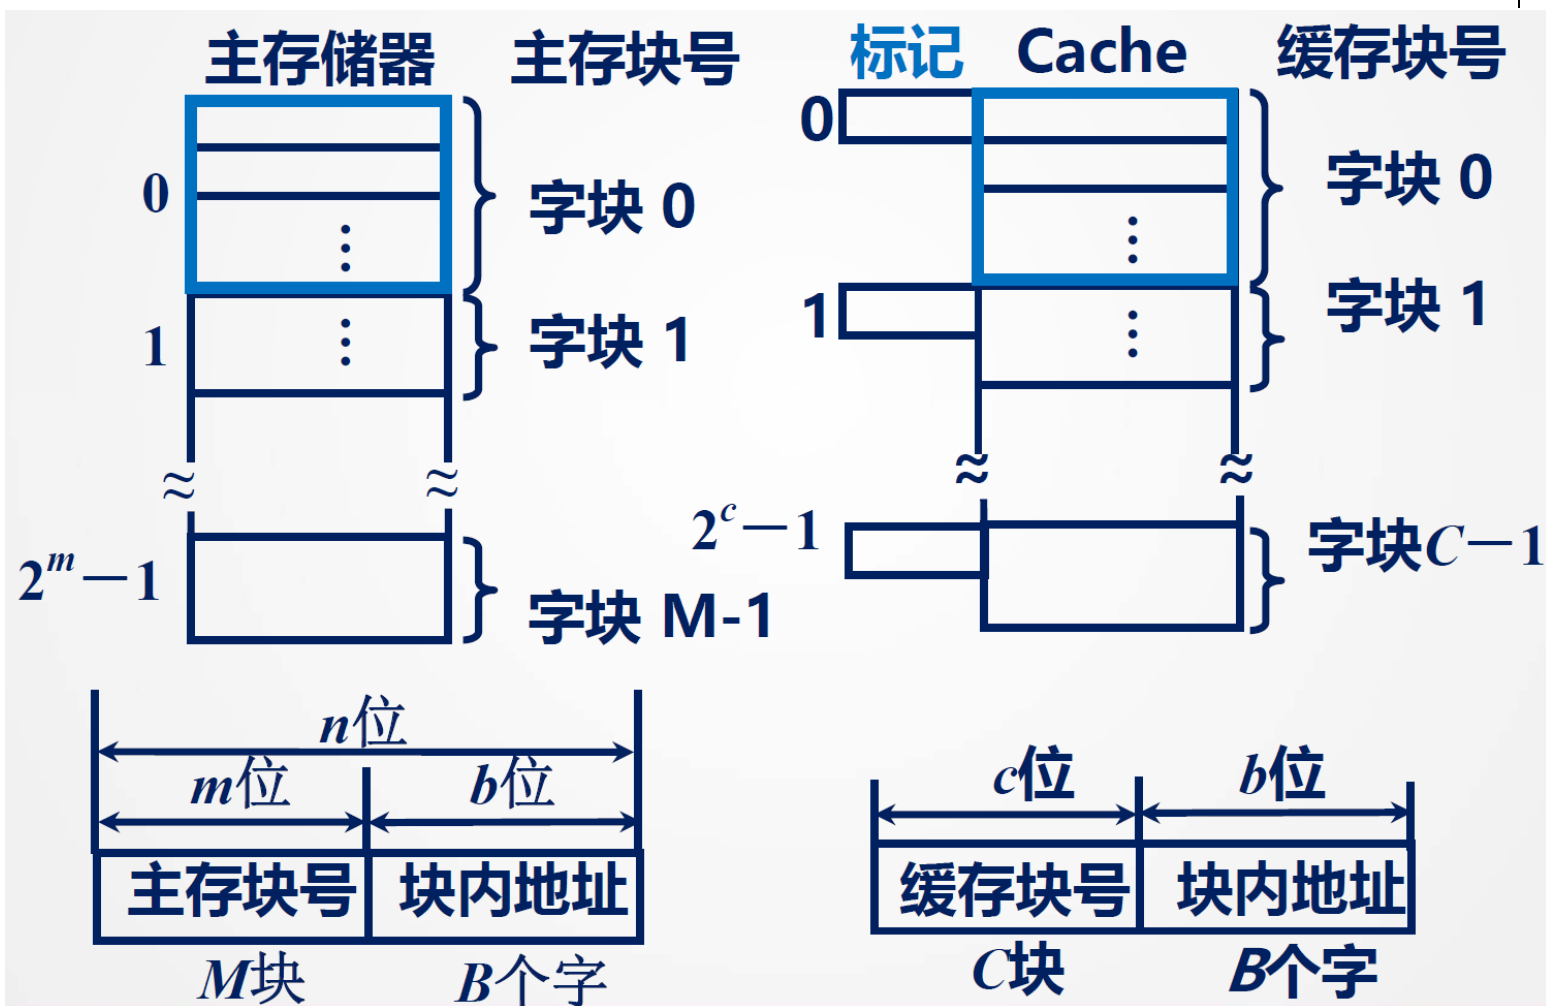 主存储器 主存块号 标记 Cache 缓存块号
0 字块 0 0 字块 0
⋮ ⋮
1 字块 1 1 字块 1
⋮ ⋮
≈ ≈ ≈ ≈
2^m－1 字块 M-1 2^c－1 字块C－1
n位
m位 b位 c位 b位
主存块号 块内地址 缓存块号 块内地址
M块 B个字 C块 B个字